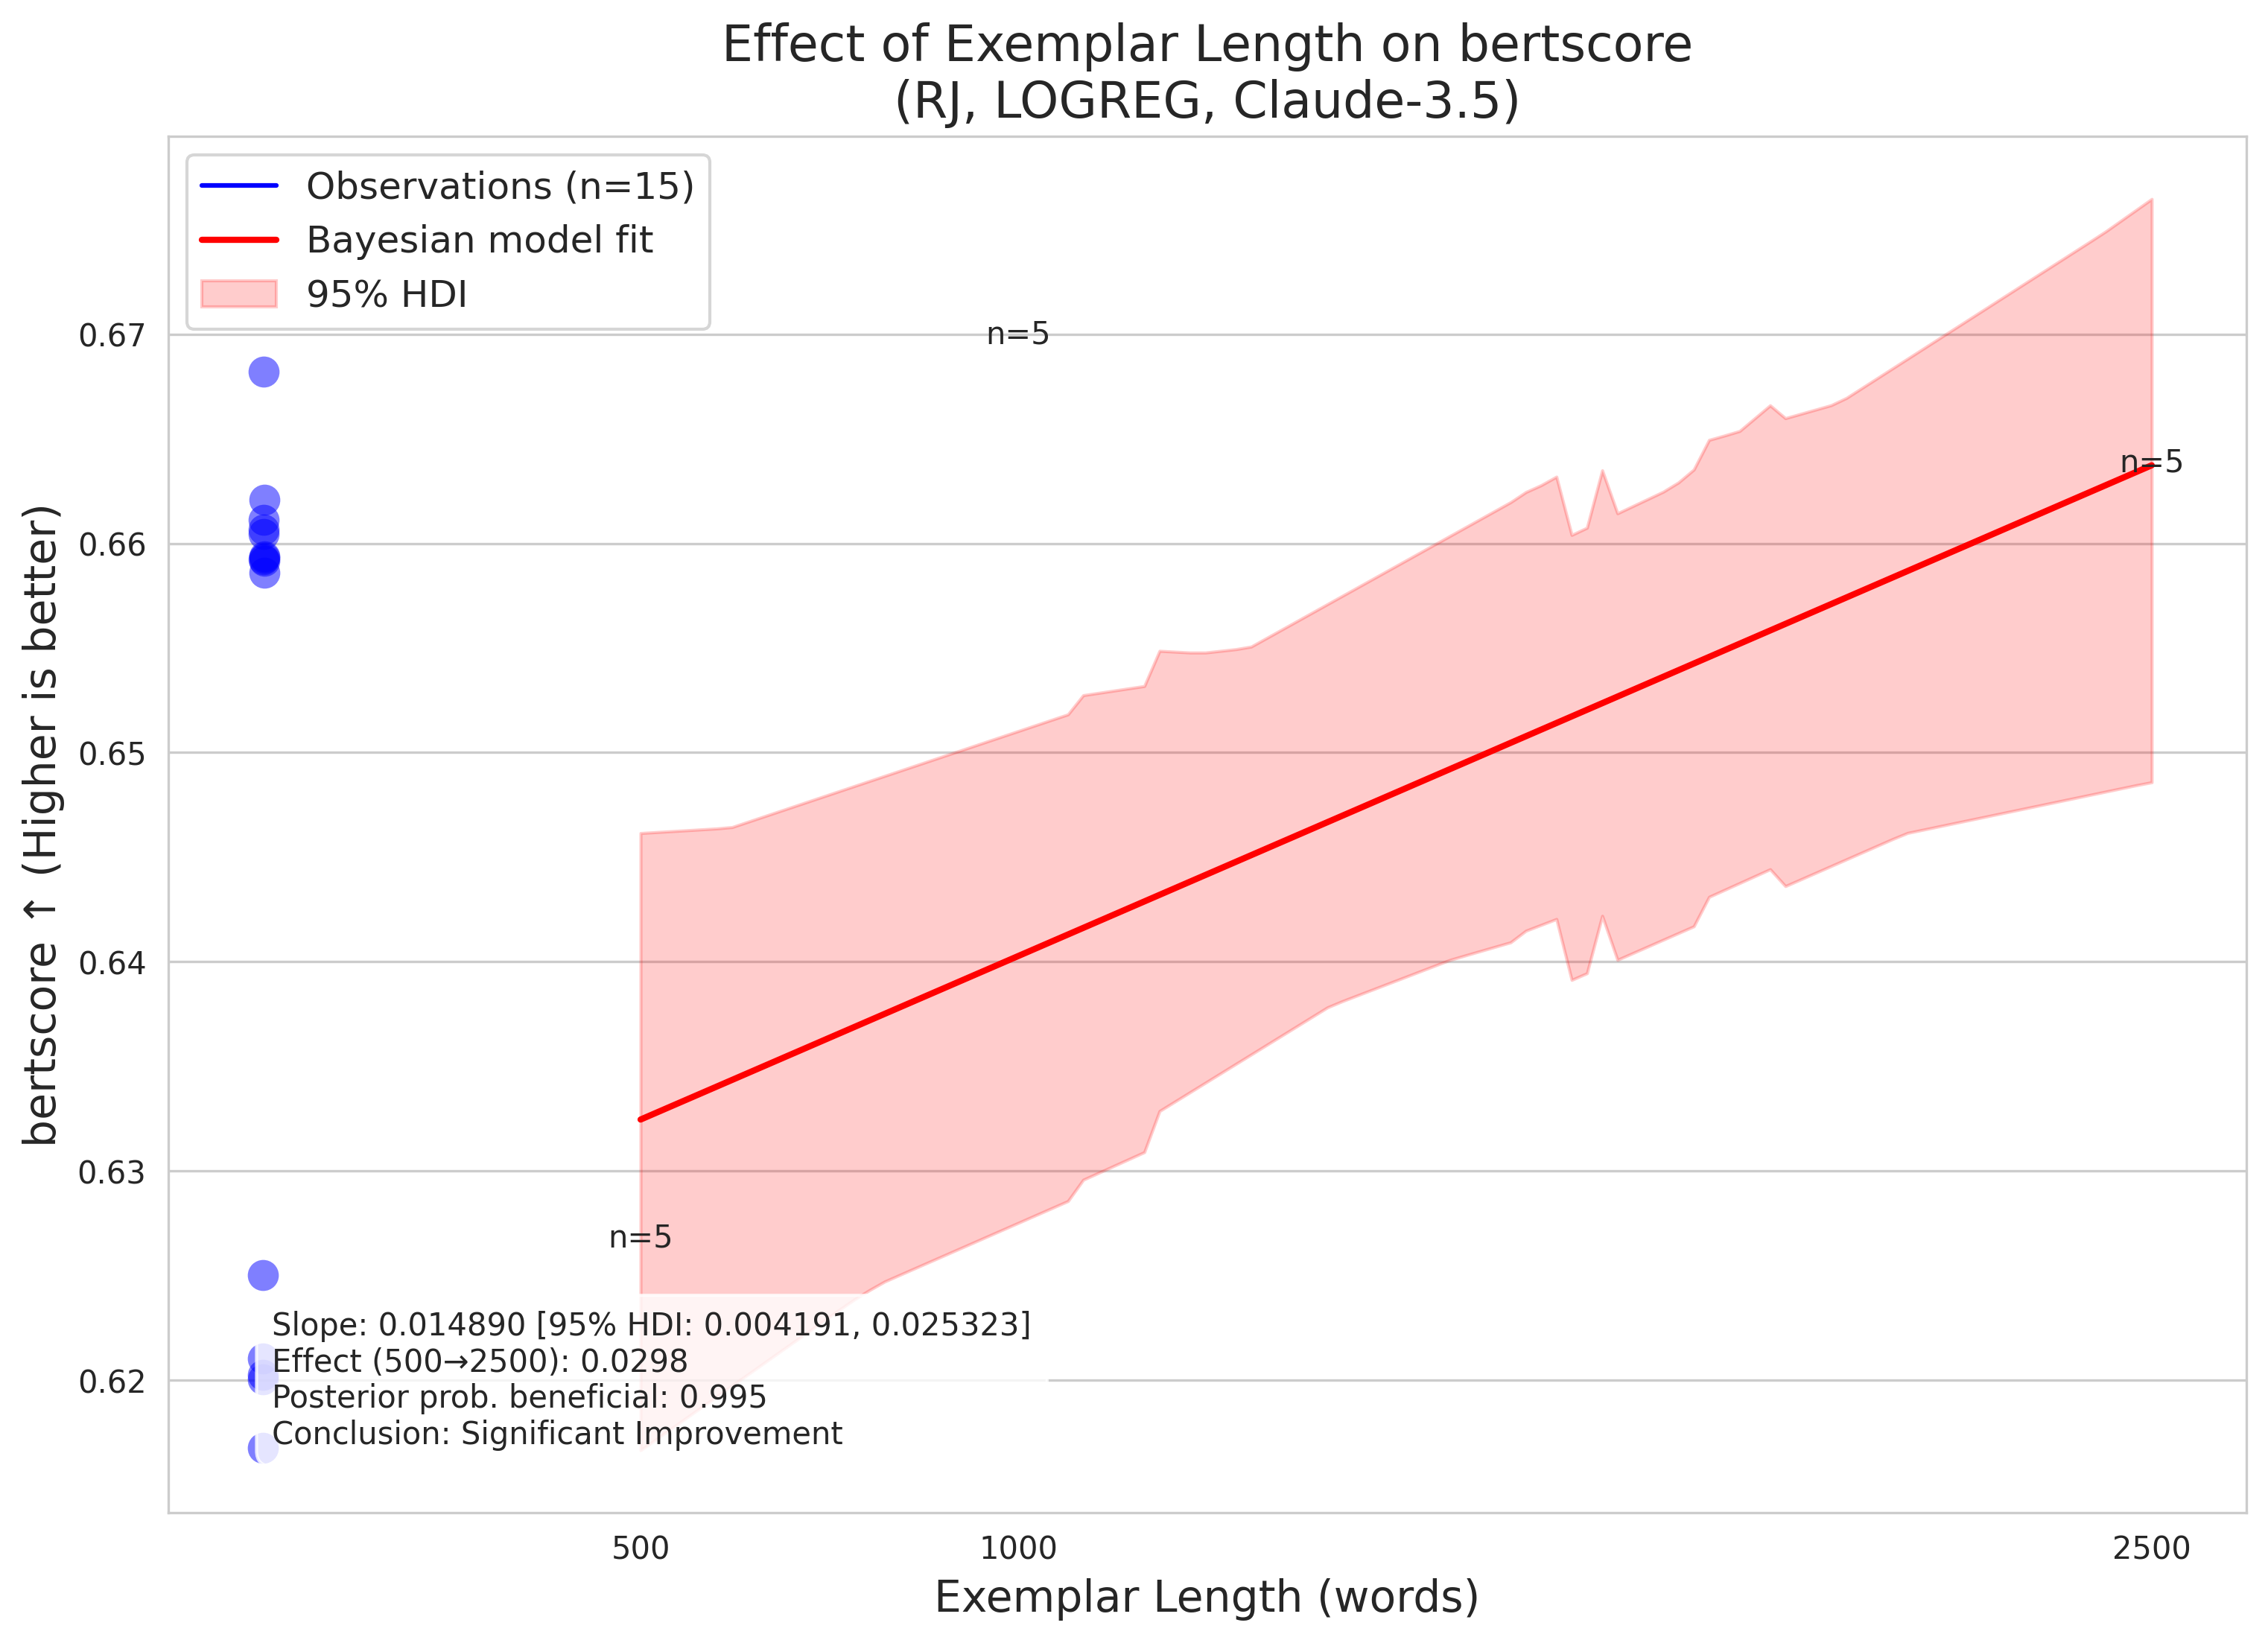 Effect of Exemplar Length on bertscore
(RJ, LOGREG, Claude-3.5)
Observations (n=15)
Bayesian model fit
95% HDI
bertscore ↑ (Higher is better)
0.67
0.66
0.65
0.64
0.63
0.62
n=5
n=5
n=5
Slope: 0.014890 [95% HDI: 0.004191, 0.025323]
Effect (500→2500): 0.0298
Posterior prob. beneficial: 0.995
Conclusion: Significant Improvement
500
1000
2500
Exemplar Length (words)